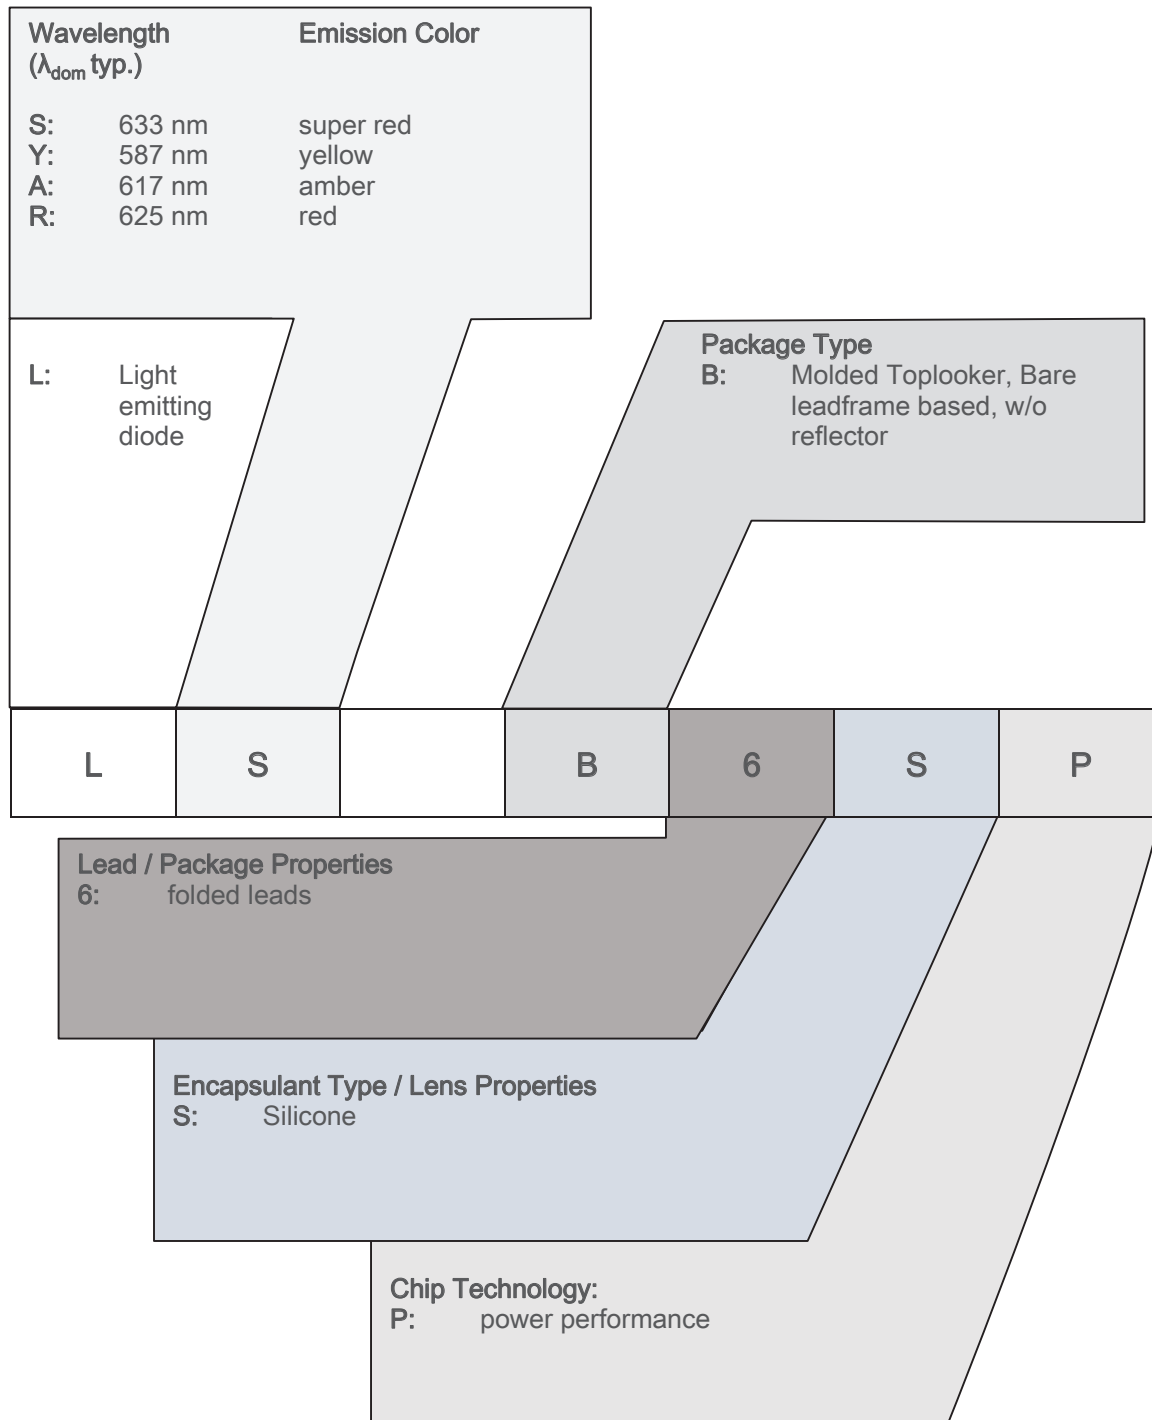 Wavelength Emission Color
(λdom typ.)
S: 633 nm super red
Y: 587 nm yellow
A: 617 nm amber
R: 625 nm red
L: Light
emitting
diode
Package Type
B: Molded Toplooker, Bare
leadframe based, w/o
reflector
L S B 6 S P
Lead / Package Properties
6: folded leads
Encapsulant Type / Lens Properties
S: Silicone
Chip Technology:
P: power performance